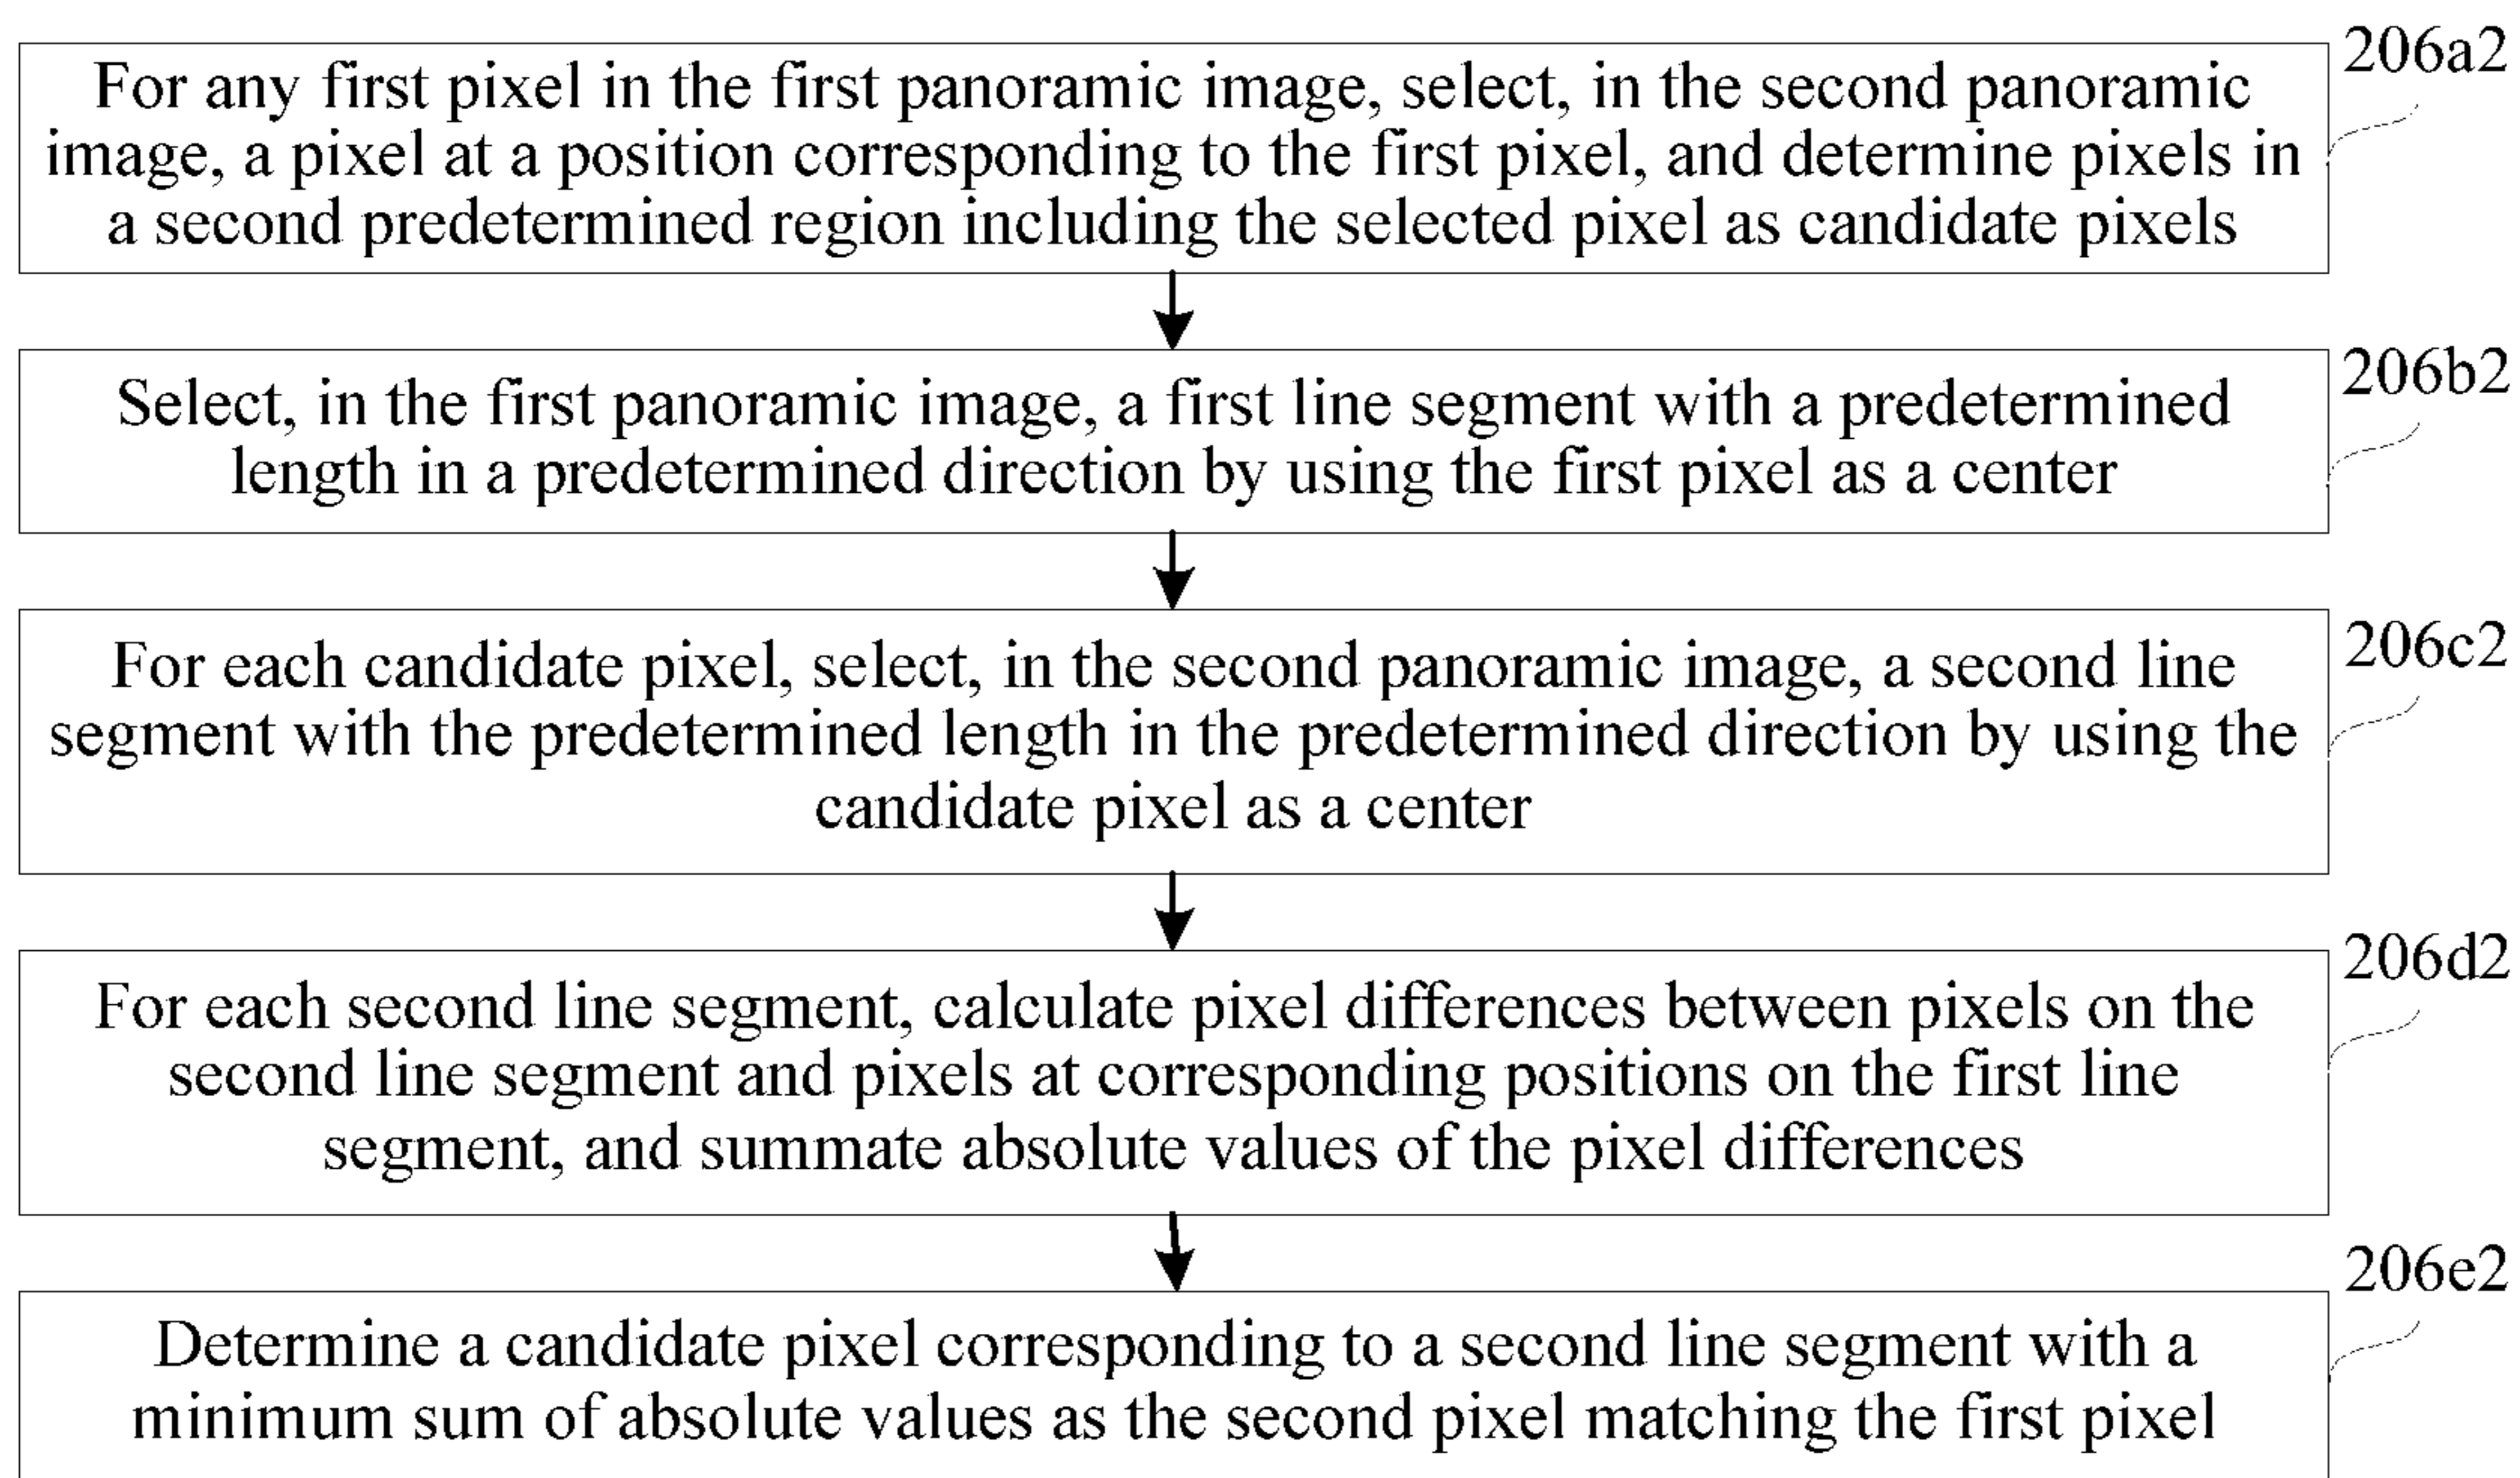 206a2
For any first pixel in the first panoramic image, select, in the second panoramic
image, a pixel at a position corresponding to the first pixel, and determine pixels in
a second predetermined region including the selected pixel as candidate pixels
206b2
Select, in the first panoramic image, a first line segment with a predetermined
length in a predetermined direction by using the first pixel as a center
206c2
For each candidate pixel, select, in the second panoramic image, a second line
segment with the predetermined length in the predetermined direction by using the
candidate pixel as a center
206d2
For each second line segment, calculate pixel differences between pixels on the
second line segment and pixels at corresponding positions on the first line
segment, and summate absolute values of the pixel differences
206e2
Determine a candidate pixel corresponding to a second line segment with a
minimum sum of absolute values as the second pixel matching the first pixel